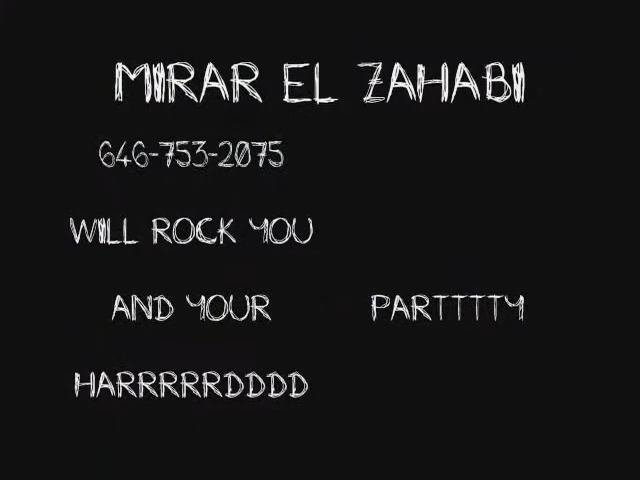 MIRAR EL ZAHABI
646-753-2075
WILL ROCK YOU
AND YOUR PARTTTTY
HARRRRRDDDD